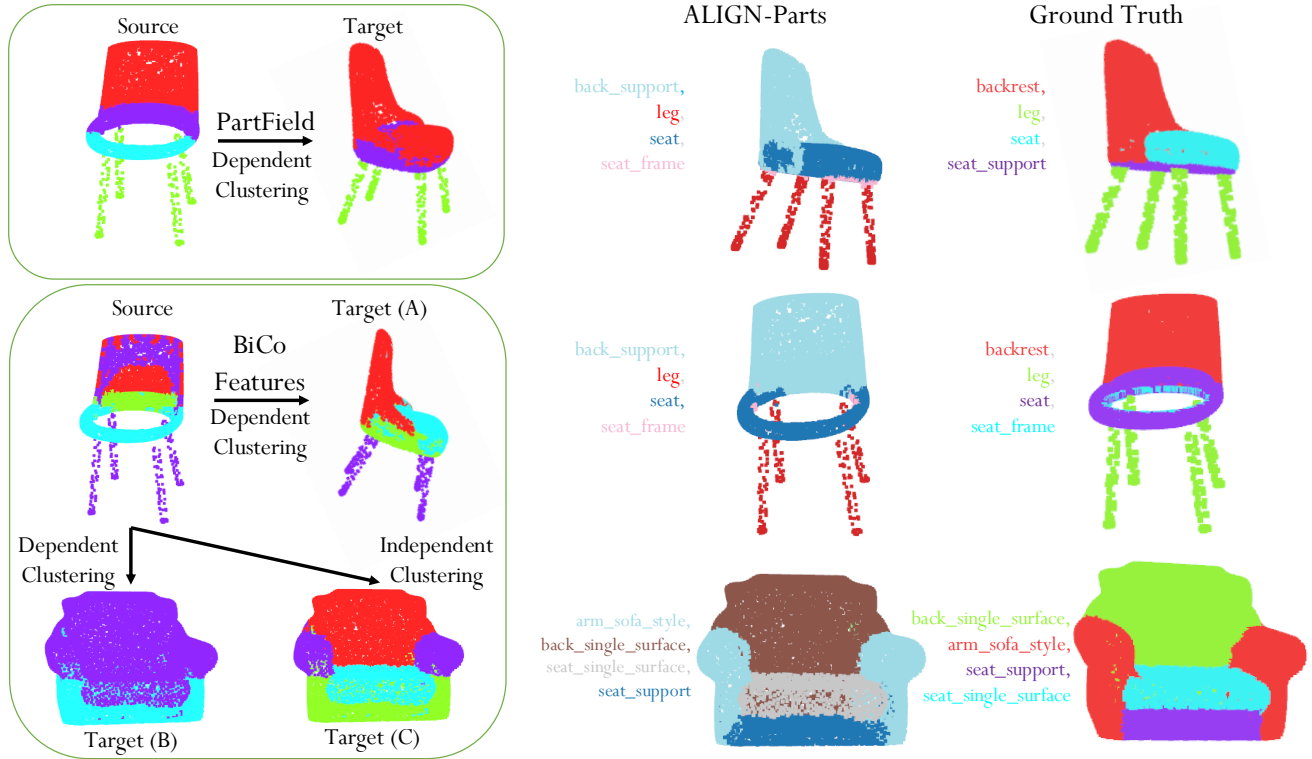 Source
Target
PartField
Dependent
Clustering
Source
Target (A)
BiCo
Features
Dependent
Clustering
Dependent
Clustering
Independent
Clustering
Target (B)
Target (C)
ALIGN-Parts
Ground Truth
back_support,
leg,
seat,
seat_frame
backrest,
leg,
seat,
seat_support
back_support,
leg,
seat,
seat_frame
backrest,
leg,
seat,
seat_frame
arm_sofa_style,
back_single_surface,
seat_single_surface,
seat_support
back_single_surface,
arm_sofa_style,
seat_support,
seat_single_surface